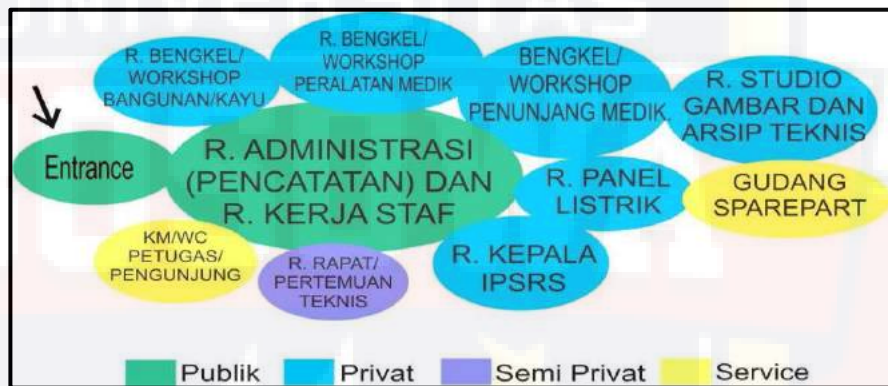 R. BENGKEL/
WORKSHOP
BANGUNAN/KAYU
R. BENGKEL/
WORKSHOP
PERALATAN MEDIK
BENGKEL/
WORKSHOP
PENUNJANG MEDIK.
R. STUDIO
GAMBAR DAN
ARSIP TEKNIS
Entrance
R. ADMINISTRASI
(PENCATATAN) DAN
R. KERJA STAF
R. PANEL
LISTRIK
GUDANG
SPAREPART
KM/WC
PETUGAS/
PENGUNJUNG
R. RAPAT/
PERTEMUAN
TEKNIS
R. KEPALA
IPSRS
Publik
Privat
Semi Privat
Service